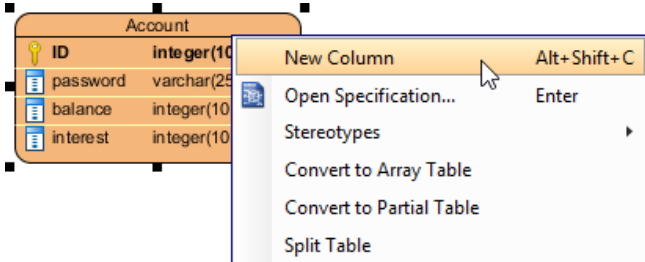 Account
ID integer(10
password varchar(25
balance integer(10
interest integer(10
New Column Alt+Shift+C
Open Specification... Enter
Stereotypes
Convert to Array Table
Convert to Partial Table
Split Table